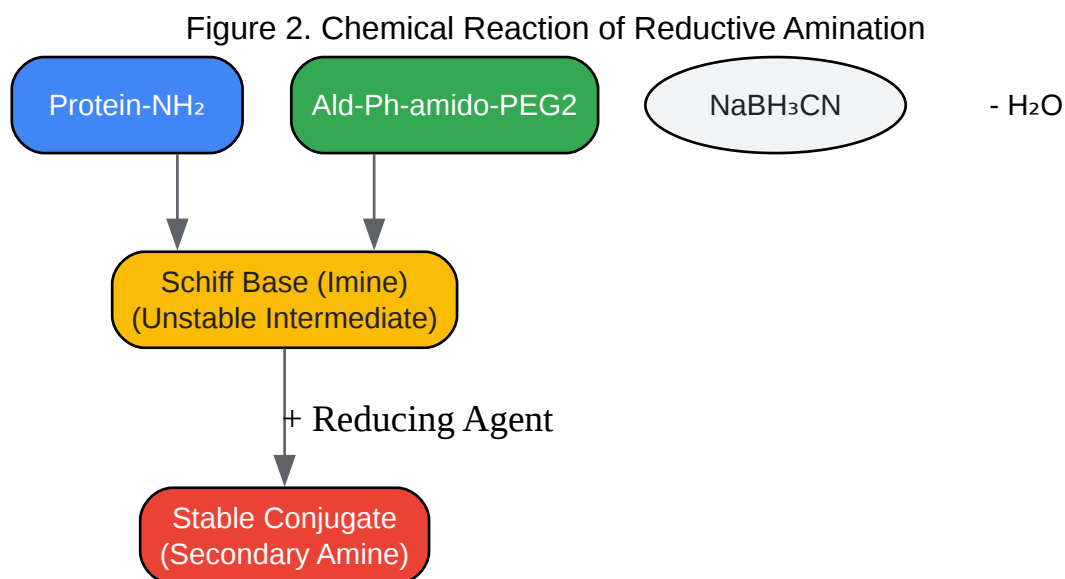 Figure 2. Chemical Reaction of Reductive Amination
Protein-NH₂
Ald-Ph-amido-PEG2
NaBH₃CN
- H₂O
Schiff Base (Imine)
(Unstable Intermediate)
+ Reducing Agent
Stable Conjugate
(Secondary Amine)